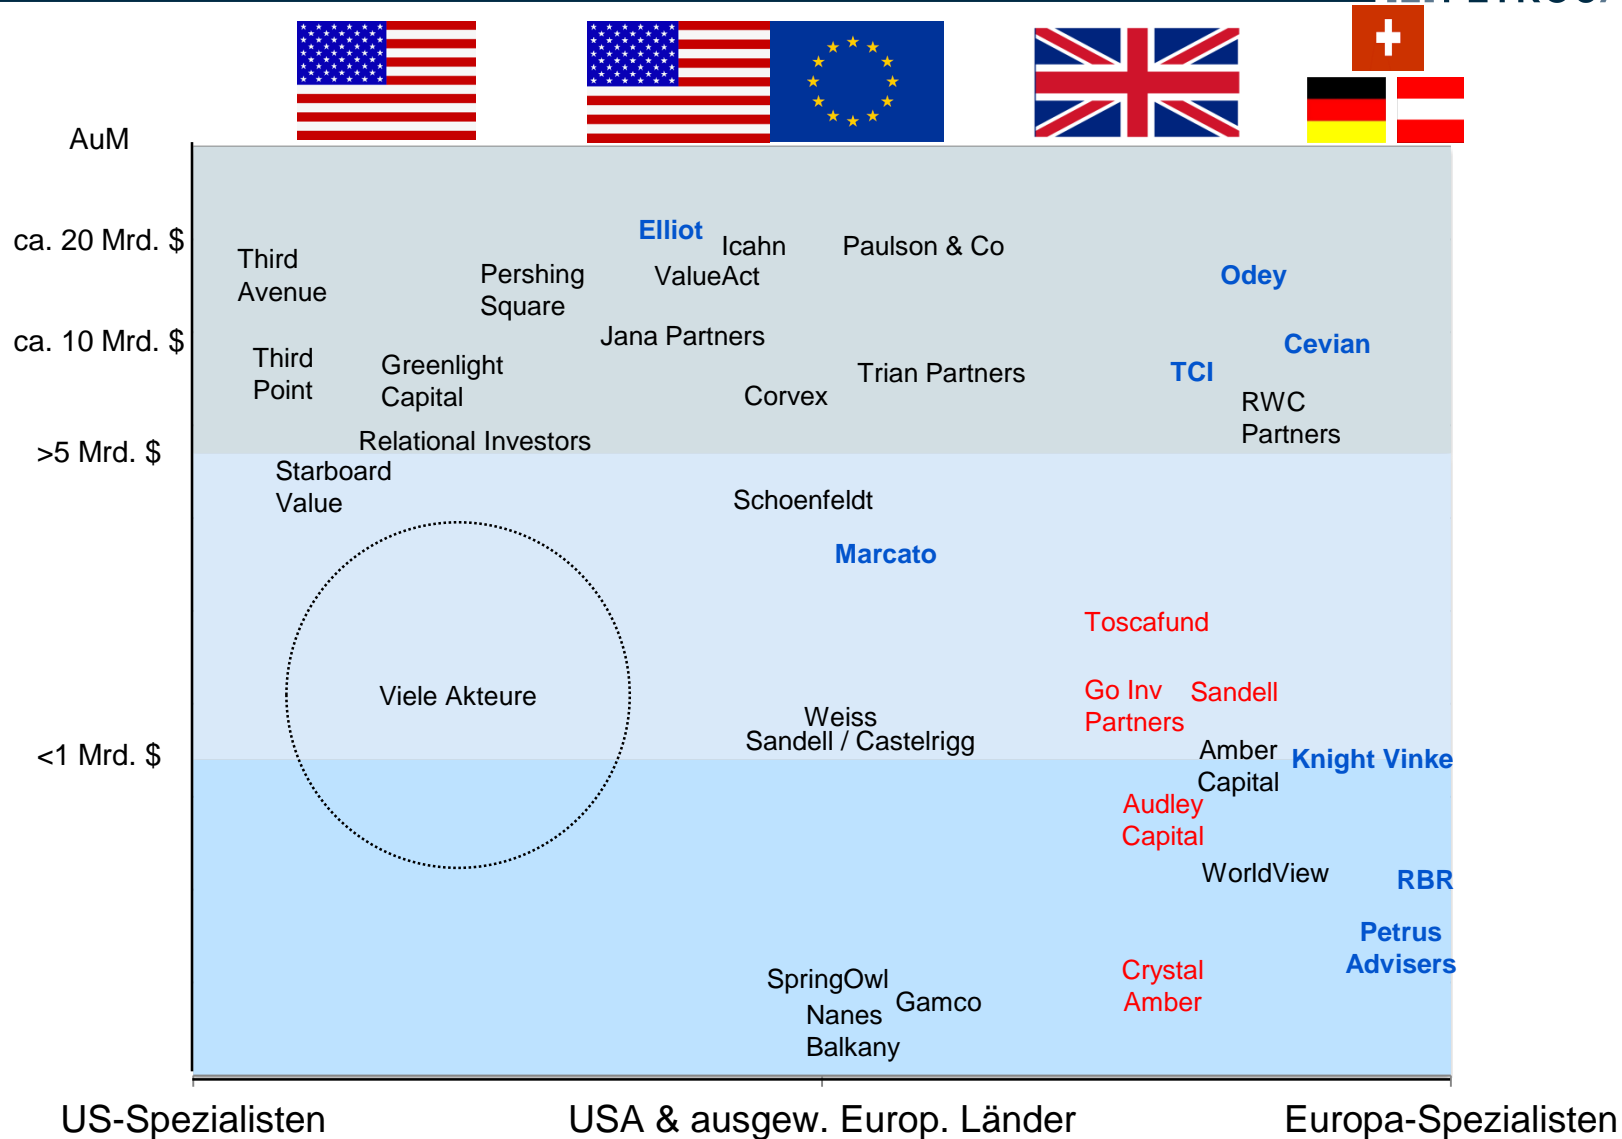 AuM
ca. 20 Mrd. $
ca. 10 Mrd. $
>5 Mrd. $
<1 Mrd. $
Third
Avenue
Pershing
Square
Elliot
Icahn
ValueAct
Paulson & Co
Odey
Jana Partners
Cevian
Third
Point
Greenlight
Capital
Corvex
Trian Partners
TCI
RWC
Partners
Relational Investors
Starboard
Value
Schoenfeldt
Marcato
Toscafund
Viele Akteure
Go Inv
Partners
Sandell
Weiss
Sandell / Castelrigg
Amber
Capital
Knight Vinke
Audley
Capital
WorldView
RBR
Petrus
Advisers
SpringOwl
Gamco
Nanes
Balkany
Crystal
Amber
US-Spezialisten
USA & ausgew. Europ. Länder
Europa-Spezialisten